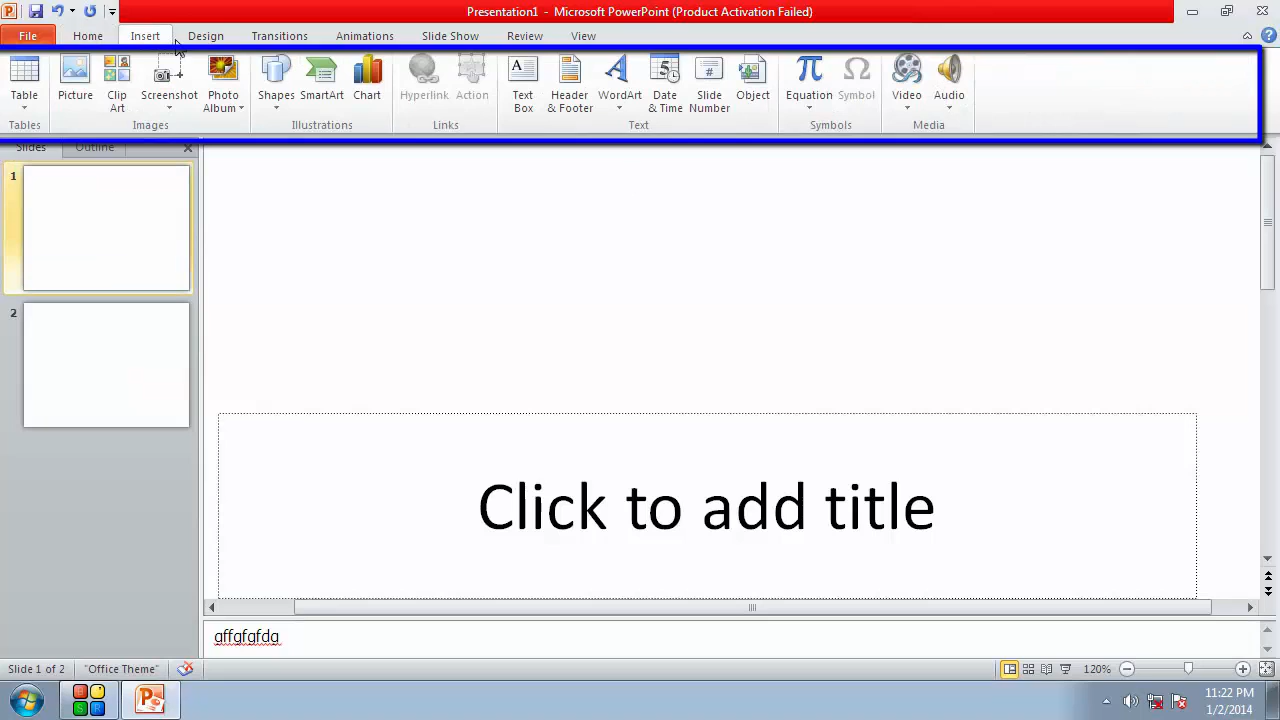 Presentation1 - Microsoft PowerPoint (Product Activation Failed)
File Home Insert Design Transitions Animations Slide Show Review View
Table Picture Clip Art Screenshot Photo Album Shapes SmartArt Chart Hyperlink Action Text Box Header & Footer WordArt Date & Time Slide Number Object Equation Symbol Video Audio
Tables Images Illustrations Links Text Symbols Media
Slides Outline
1
2
Click to add title
gffgfgfdg
Slide 1 of 2 "Office Theme" 120%
11:22 PM
1/2/2014